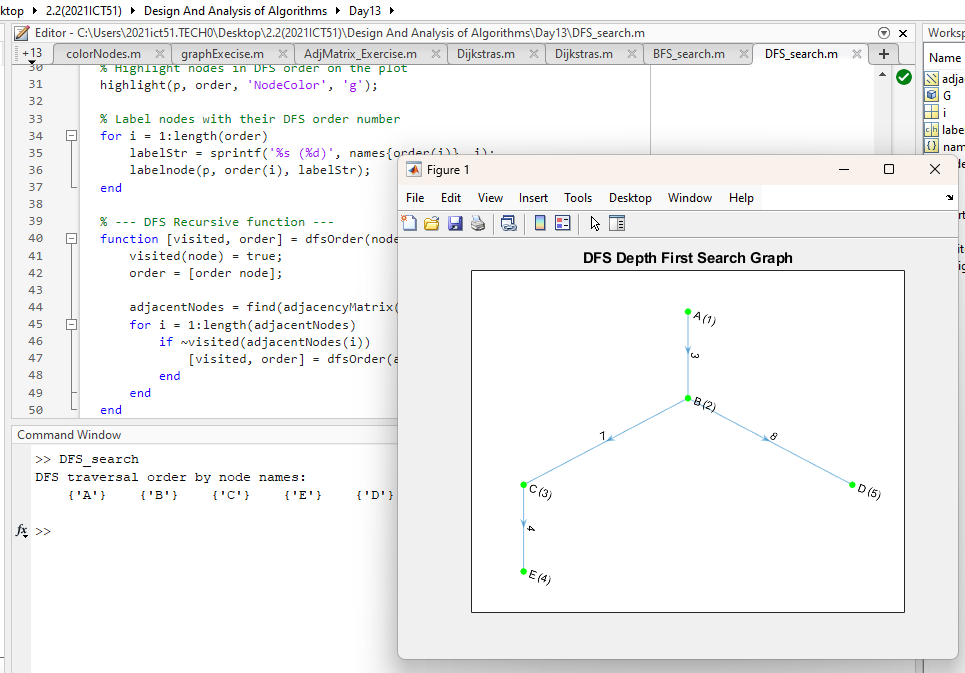 ktop › 2.2(2021ICT51) › Design And Analysis of Algorithms › Day13 ›
Editor - C:\Users\2021ict51.TECH0\Desktop\2.2(2021ICT51)\Design And Analysis of Algorithms\Day13\DFS_search.m
Worksp
+13 colorNodes.m graphExecise.m AdjMatrix_Exercise.m Dijkstras.m Dijkstras.m BFS_search.m DFS_search.m +
Name
30 % Highlight nodes in DFS order on the plot
31 highlight(p, order, 'NodeColor', 'g');
32
33 % Label nodes with their DFS order number
34 for i = 1:length(order)
35 labelStr = sprintf('%s (%d)', names{order(i)}, i);
36 labelnode(p, order(i), labelStr);
37 end
38
39 % --- DFS Recursive function ---
40 function [visited, order] = dfsOrder(node
41 visited(node) = true;
42 order = [order node];
43
44 adjacentNodes = find(adjacencyMatrix(
45 for i = 1:length(adjacentNodes)
46 if ~visited(adjacentNodes(i))
47 [visited, order] = dfsOrder(a
48 end
49 end
50 end
adja
G
i
labe
nam
Figure 1
File Edit View Insert Tools Desktop Window Help
DFS Depth First Search Graph
A (1)
3
B (2)
7
8
C (3)
D (5)
4
E (4)
Command Window
>> DFS_search
DFS traversal order by node names:
{'A'} {'B'} {'C'} {'E'} {'D'}
fx >>